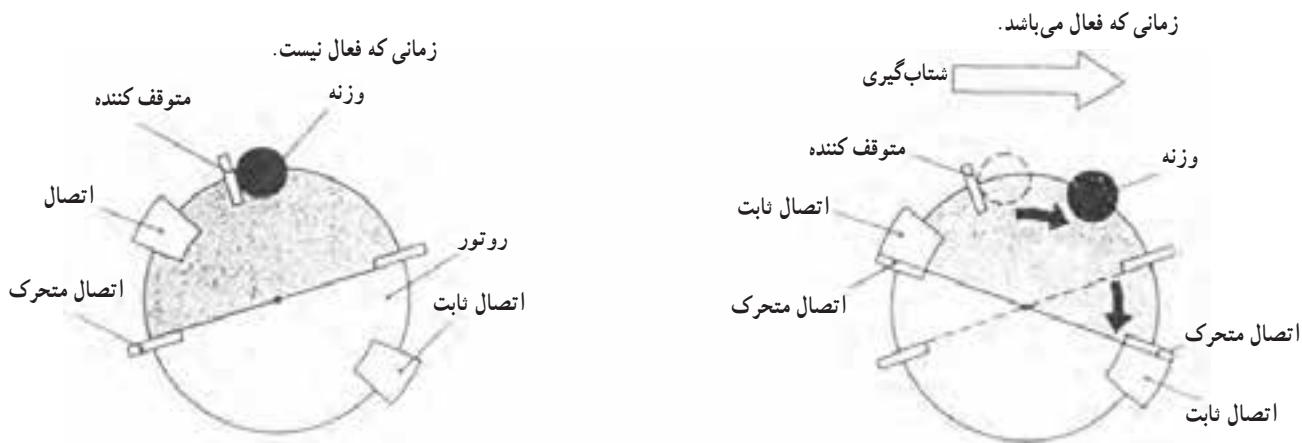 زمانی که فعال می‌باشد.
شتاب‌گیری
متوقف کننده
وزنه
اتصال ثابت
اتصال متحرک
اتصال متحرک
اتصال ثابت
زمانی که فعال نیست.
وزنه
متوقف کننده
اتصال
روتور
اتصال متحرک
اتصال ثابت